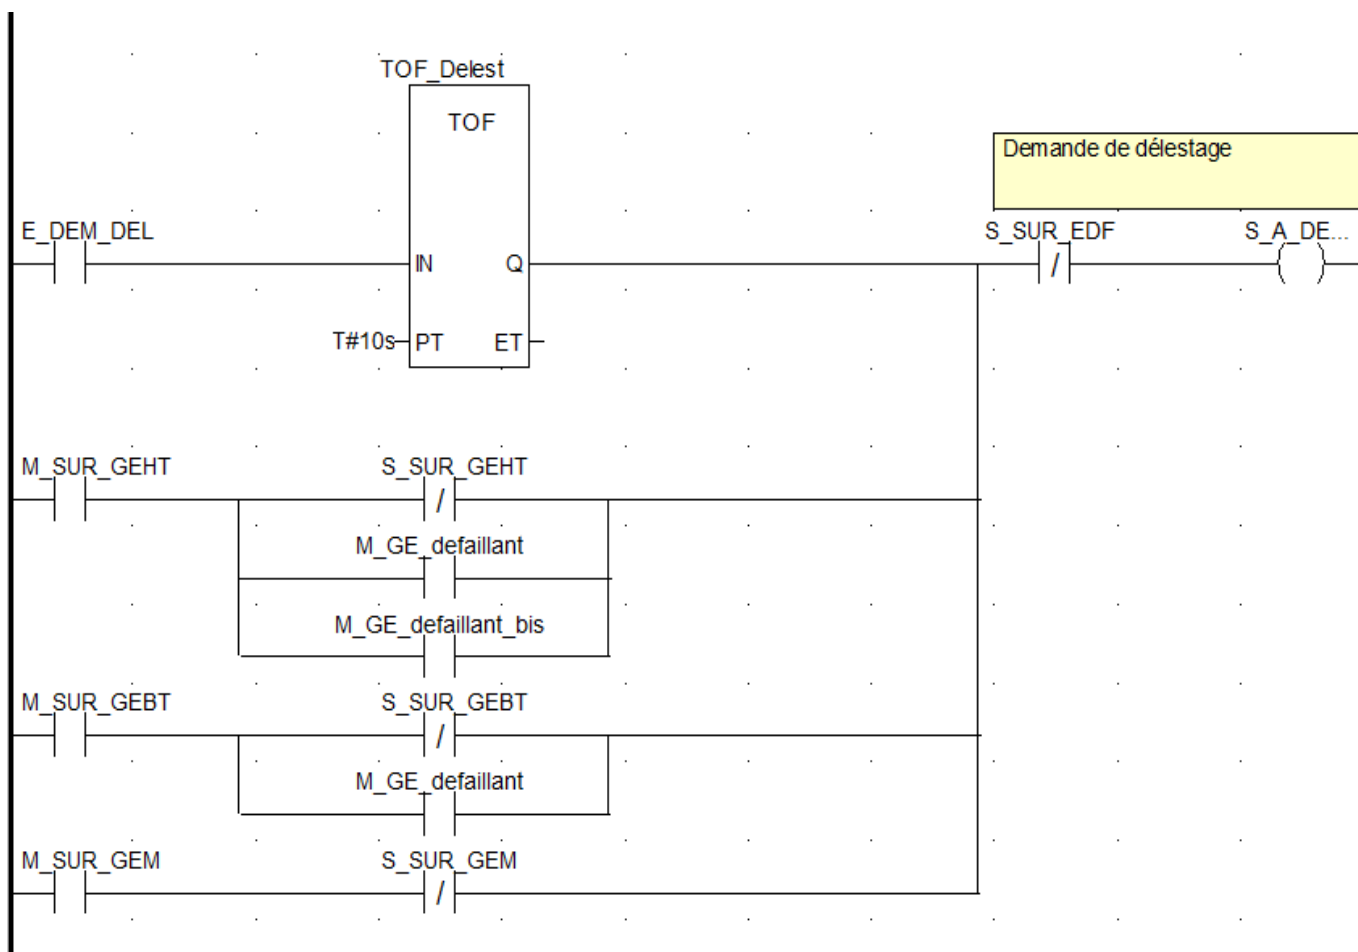 TOF_Delest
TOF
Demande de délestage
E_DEM_DEL
S_SUR_EDF
S_A_DE...
/
IN
Q
T#10s
PT
ET
M_SUR_GEHT
S_SUR_GEHT
/
M_GE_defaillant
M_GE_defaillant_bis
M_SUR_GEBT
S_SUR_GEBT
/
M_GE_defaillant
M_SUR_GEM
S_SUR_GEM
/